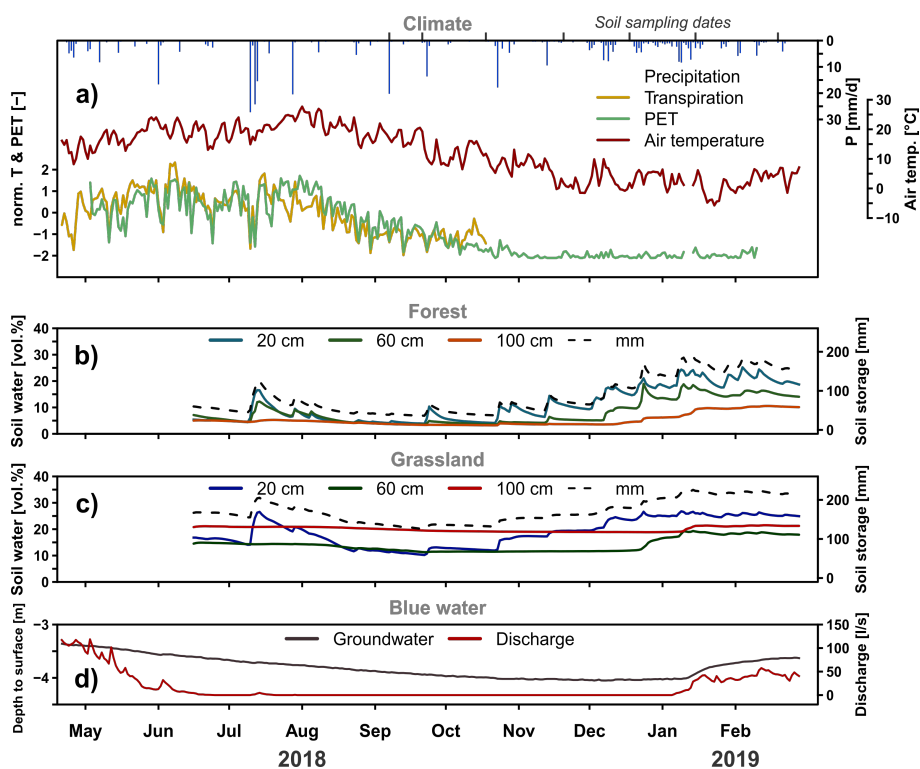 Climate
Soil sampling dates
a)
norm. T & PET [−]
2
1
0
−1
−2
0
10
20
30
P [mm/d]
30
20
10
0
−10
Air temp. [°C]
Precipitation
Transpiration
PET
Air temperature
Forest
b)
Soil water [vol.%]
40
30
20
10
0
20 cm
60 cm
100 cm
mm
200
100
0
Soil storage [mm]
Grassland
c)
Soil water [vol.%]
40
30
20
10
0
20 cm
60 cm
100 cm
mm
200
100
0
Soil storage [mm]
Blue water
d)
Depth to surface [m]
−3
−4
Groundwater
Discharge
150
100
50
0
Discharge [l/s]
May Jun Jul Aug Sep Oct Nov Dec Jan Feb
2018 2019